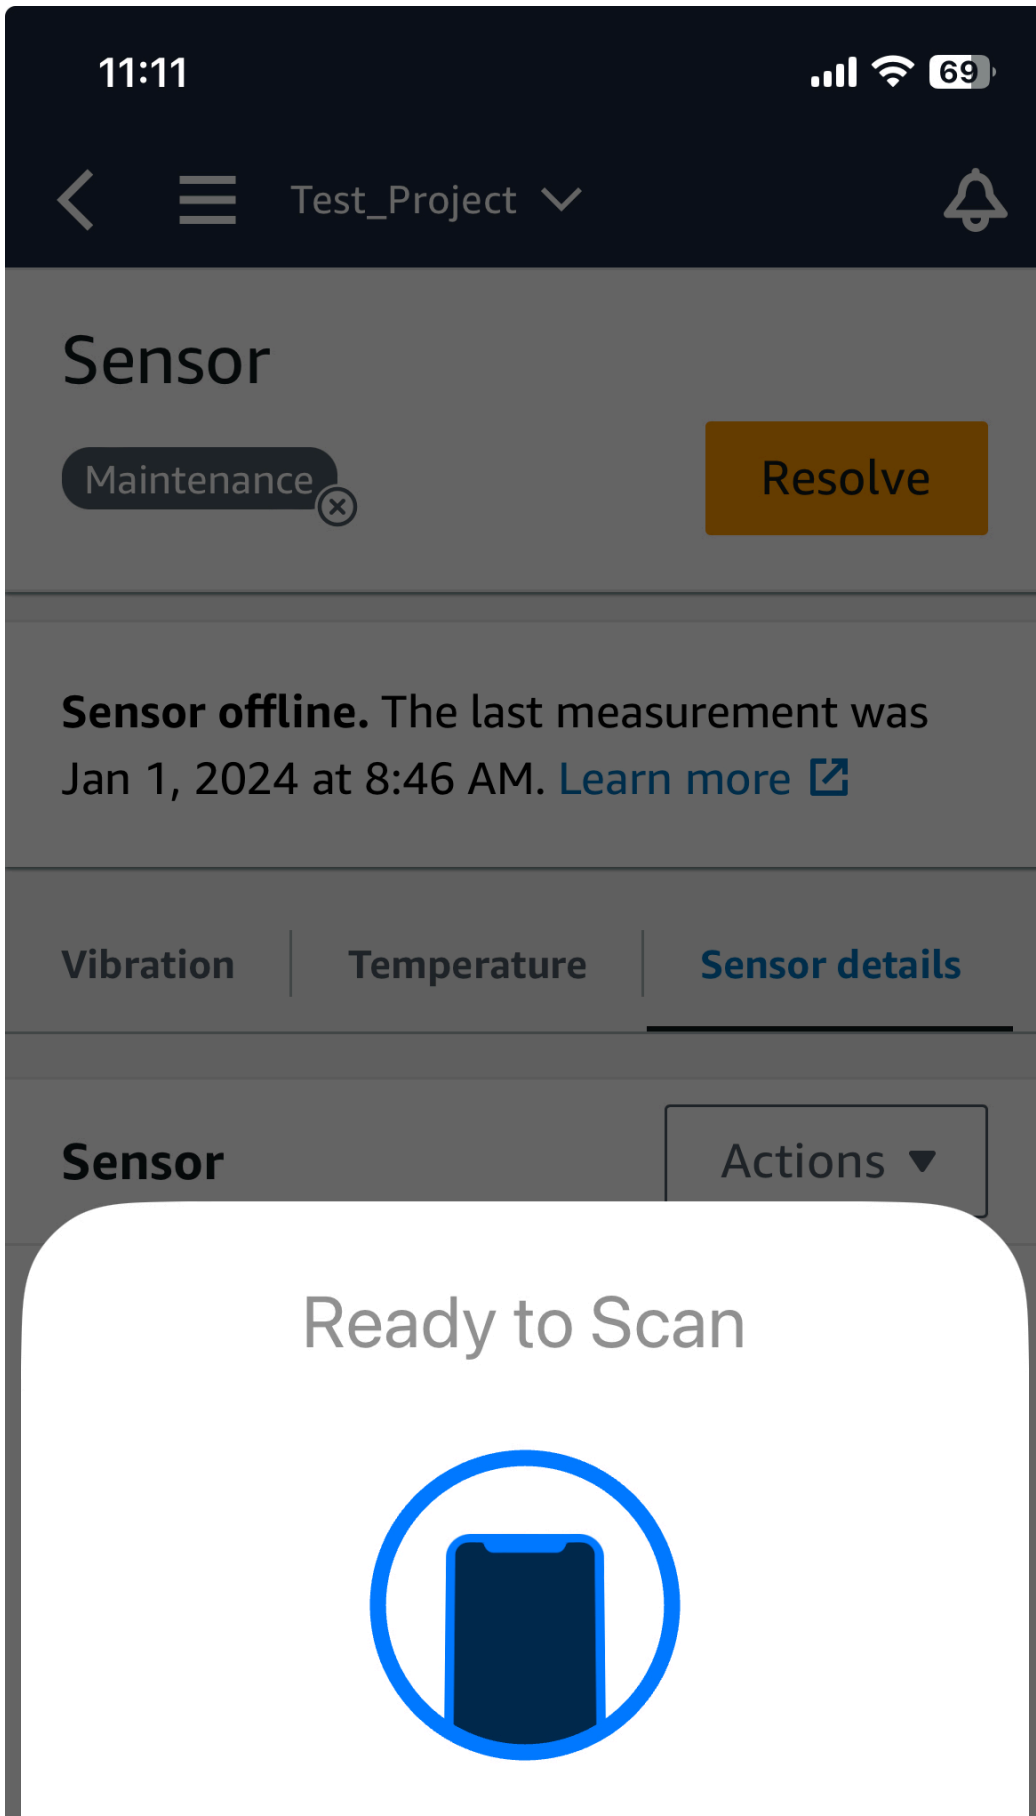 11:11
69
Test_Project
Sensor
Maintenance
Resolve
Sensor offline. The last measurement was
Jan 1, 2024 at 8:46 AM. Learn more
Vibration
Temperature
Sensor details
Sensor
Actions
Ready to Scan